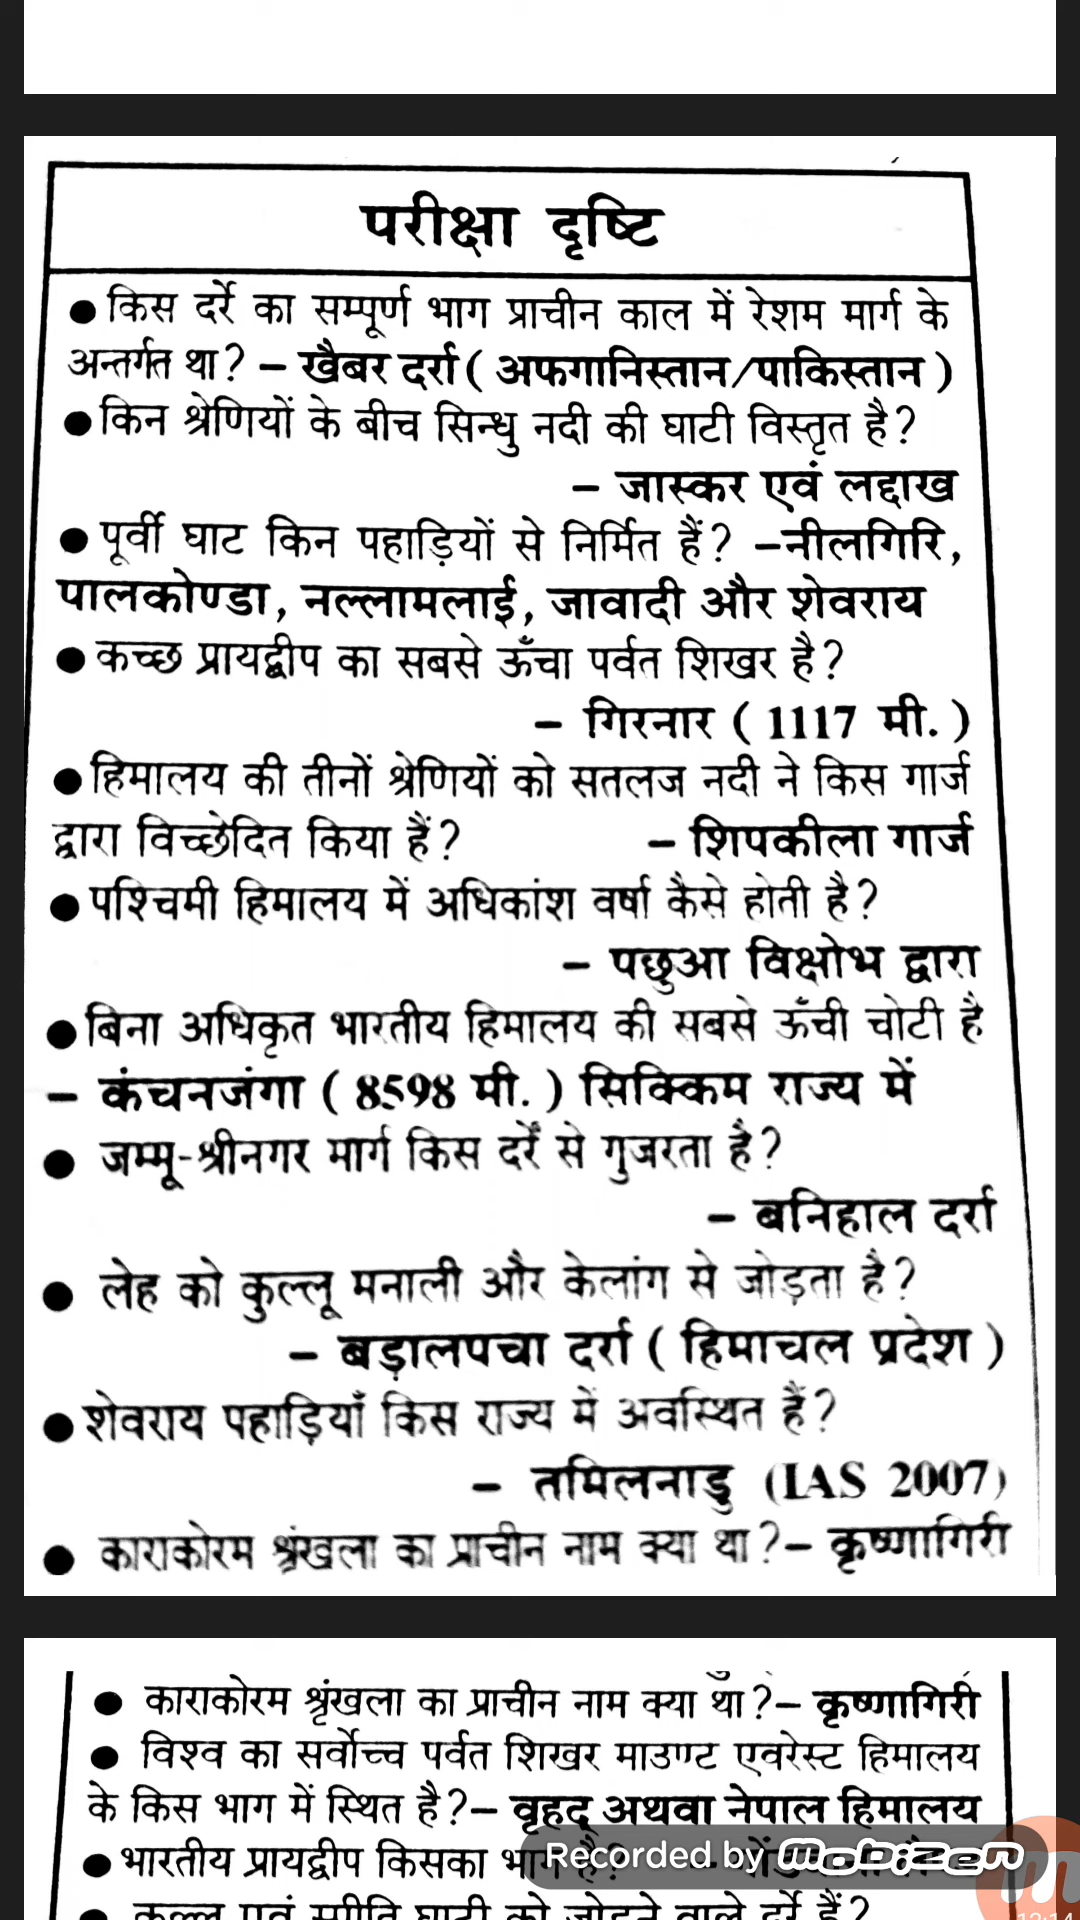 परीक्षा दृष्टि
● किस दर्रे का सम्पूर्ण भाग प्राचीन काल में रेशम मार्ग के
अन्तर्गत था? – खैबर दर्रा ( अफगानिस्तान/पाकिस्तान )
● किन श्रेणियों के बीच सिन्धु नदी की घाटी विस्तृत है?
– जास्कर एवं लद्दाख
● पूर्वी घाट किन पहाड़ियों से निर्मित हैं? –नीलगिरि,
पालकोण्डा, नल्लामलाई, जावादी और शेवराय
● कच्छ प्रायद्वीप का सबसे ऊँचा पर्वत शिखर है?
– गिरनार ( 1117 मी. )
● हिमालय की तीनों श्रेणियों को सतलज नदी ने किस गार्ज
द्वारा विच्छेदित किया हैं? – शिपकीला गार्ज
● पश्चिमी हिमालय में अधिकांश वर्षा कैसे होती है?
– पछुआ विक्षोभ द्वारा
● बिना अधिकृत भारतीय हिमालय की सबसे ऊँची चोटी है
– कंचनजंगा ( 8598 मी. ) सिक्किम राज्य में
● जम्मू-श्रीनगर मार्ग किस दर्रे से गुजरता है?
– बनिहाल दर्रा
● लेह को कुल्लू मनाली और केलांग से जोड़ता है?
– बड़ालपचा दर्रा ( हिमाचल प्रदेश )
● शेवराय पहाड़ियाँ किस राज्य में अवस्थित हैं?
– तमिलनाडु (IAS 2007)
● काराकोरम श्रृंखला का प्राचीन नाम क्या था?– कृष्णागिरी
● काराकोरम श्रृंखला का प्राचीन नाम क्या था?– कृष्णागिरी
● विश्व का सर्वोच्च पर्वत शिखर माउण्ट एवरेस्ट हिमालय
के किस भाग में स्थित है?– वृहद् अथवा नेपाल हिमालय
● भारतीय प्रायद्वीप किसका भाग है?
Recorded by mobizen
● कुल्लू एवं स्पीति घाटी को जोड़ने वाले दर्रे हैं?